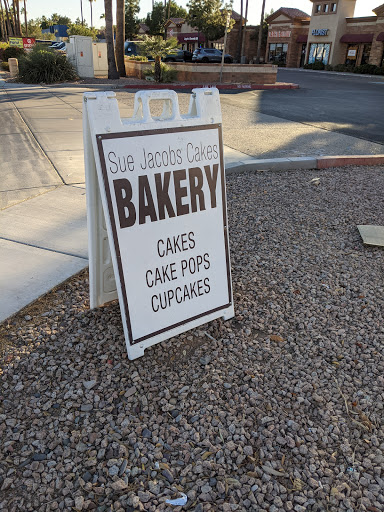 Sue Jacobs' Cakes
BAKERY
CAKES
CAKE POPS
CUPCAKES